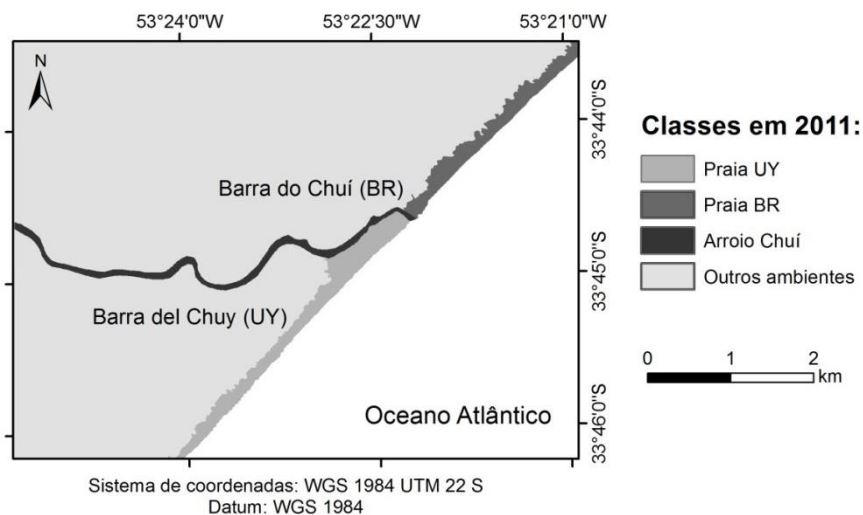 53°24'0"W 53°22'30"W 53°21'0"W
N
33°44'0"S
Barra do Chuí (BR)
33°45'0"S
Barra del Chuy (UY)
33°46'0"S
Oceano Atlântico
Sistema de coordenadas: WGS 1984 UTM 22 S
Datum: WGS 1984
Classes em 2011:
Praia UY
Praia BR
Arroio Chuí
Outros ambientes
0 1 2
km